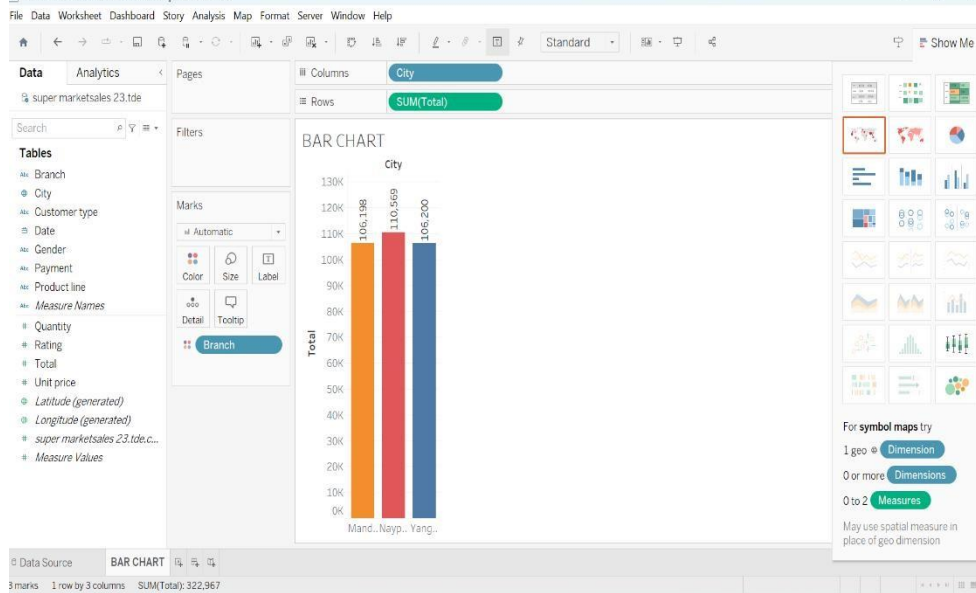 File Data Worksheet Dashboard Story Analysis Map Format Server Window Help
Standard
Show Me
Data Analytics
super marketsales 23.tde
Search
Tables
Abc Branch
City
Abc Customer type
Date
Abc Gender
Abc Payment
Abc Product line
Abc Measure Names
# Quantity
# Rating
# Total
# Unit price
Latitude (generated)
Longitude (generated)
# super marketsales 23.tde.c...
# Measure Values
Pages
Filters
Marks
Automatic
Color Size Label
Detail Tooltip
Branch
Columns City
Rows SUM(Total)
BAR CHART
City
130K
120K
110K
100K
90K
80K
70K
60K
50K
40K
30K
20K
10K
0K
Total
106,198
110,569
106,200
Mand.. Nayp.. Yang..
For symbol maps try
1 geo Dimension
0 or more Dimensions
0 to 2 Measures
May use spatial measure in
place of geo dimension
Data Source BAR CHART
3 marks 1 row by 3 columns SUM(Total): 322,967